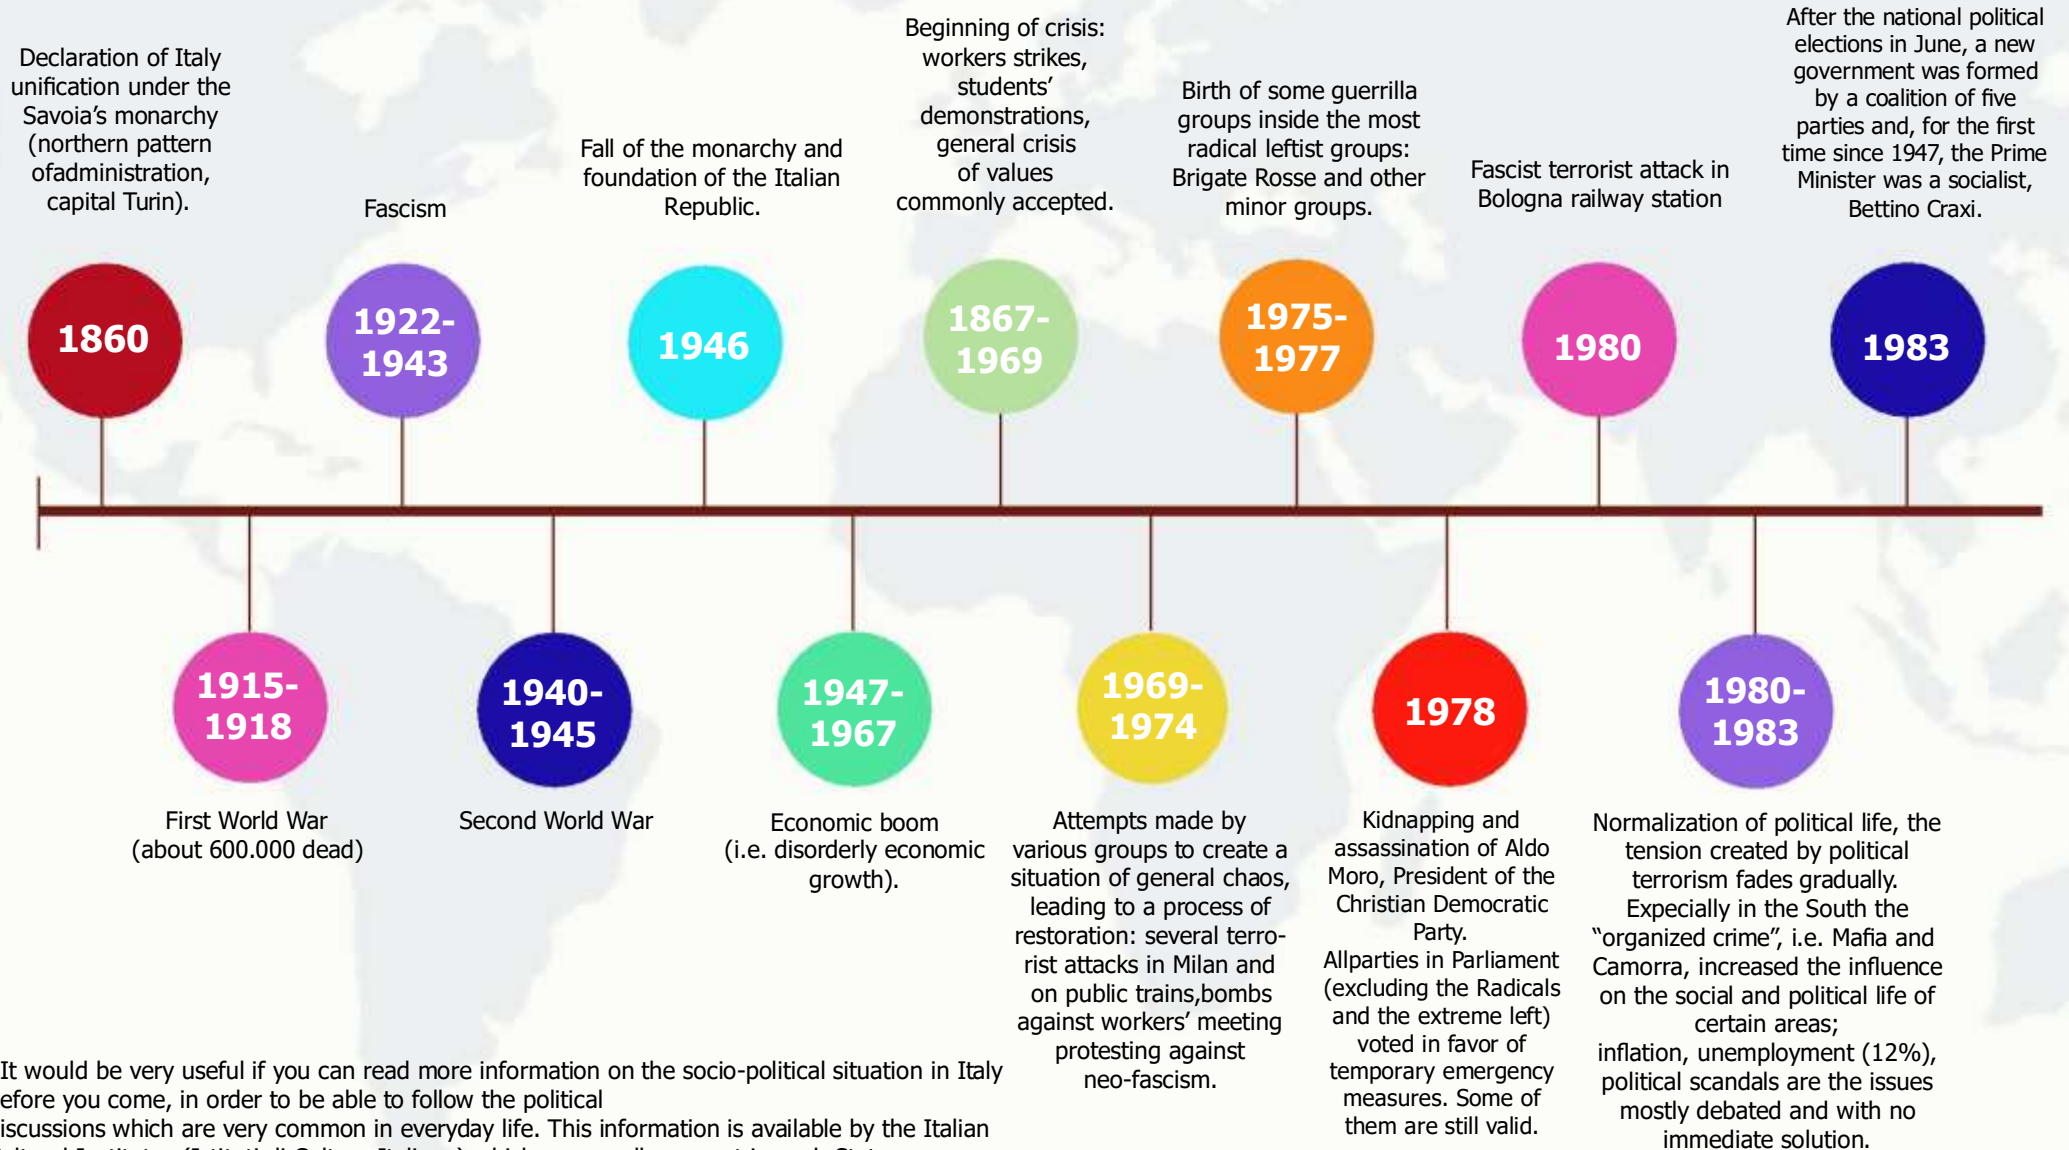 Declaration of Italy
unification under the
Savoia's monarchy
(northern pattern
ofadministration,
capital Turin).
1860
First World War
(about 600.000 dead)
1915-
1918
Fascism
1922-
1943
Second World War
1940-
1945
Fall of the monarchy and
foundation of the Italian
Republic.
1946
1947-
1967
Economic boom
(i.e. disorderly economic
growth).
Beginning of crisis:
workers strikes,
students'
demonstrations,
general crisis
of values
commonly accepted.
1867-
1969
1969-
1974
Attempts made by
various groups to create a
situation of general chaos,
leading to a process of
restoration: several terro-
rist attacks in Milan and
on public trains,bombs
against workers' meeting
protesting against
neo-fascism.
Birth of some guerrilla
groups inside the most
radical leftist groups:
Brigate Rosse and other
minor groups.
1975-
1977
1978
Kidnapping and
assassination of Aldo
Moro, President of the
Christian Democratic
Party.
Allparties in Parliament
(excluding the Radicals
and the extreme left)
voted in favor of
temporary emergency
measures. Some of
them are still valid.
Fascist terrorist attack in
Bologna railway station
1980
1980-
1983
Normalization of political life, the
tension created by political
terrorism fades gradually.
Expecially in the South the
"organized crime", i.e. Mafia and
Camorra, increased the influence
on the social and political life of
certain areas;
inflation, unemployment (12%),
political scandals are the issues
mostly debated and with no
immediate solution.
After the national political
elections in June, a new
government was formed
by a coalition of five
parties and, for the first
time since 1947, the Prime
Minister was a socialist,
Bettino Craxi.
1983
It would be very useful if you can read more information on the socio-political situation in Italy
efore you come, in order to be able to follow the political
iscussions which are very common in everyday life. This information is available by the Italian